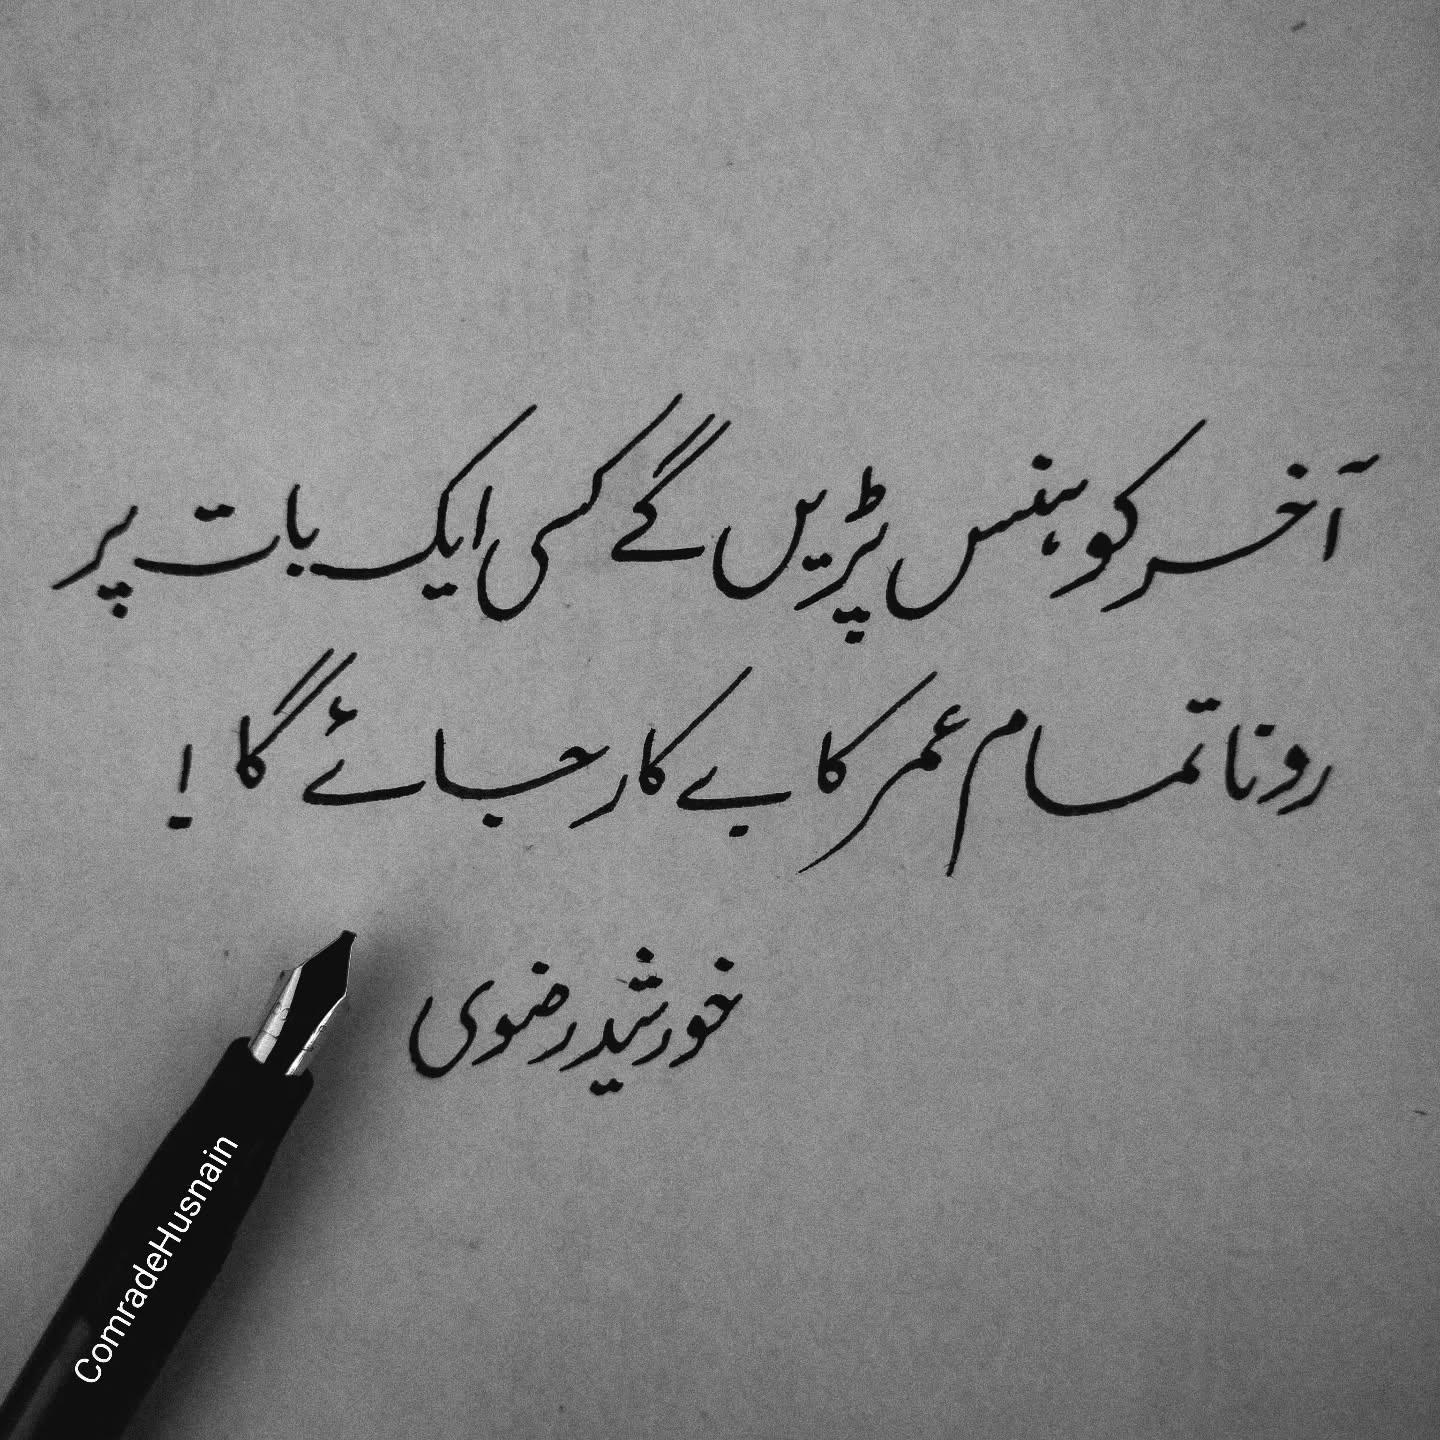 آخر کو ہنس پڑیں گے کسی ایک بات پر
رونا تمام عمر کا بے کار جائے گا !
خورشید رضوی
ComradeHusnain